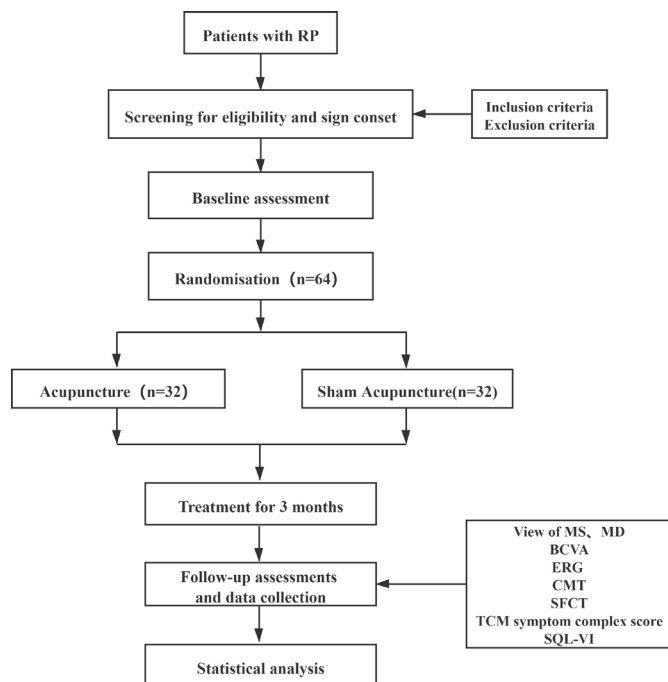 Patients with RP
Screening for eligibility and sign conset
Inclusion criteria
Exclusion criteria
Baseline assessment
Randomisation（n=64）
Acupuncture（n=32）
Sham Acupuncture(n=32)
Treatment for 3 months
Follow-up assessments
and data collection
View of MS、MD
BCVA
ERG
CMT
SFCT
TCM symptom complex score
SQL-VI
Statistical analysis